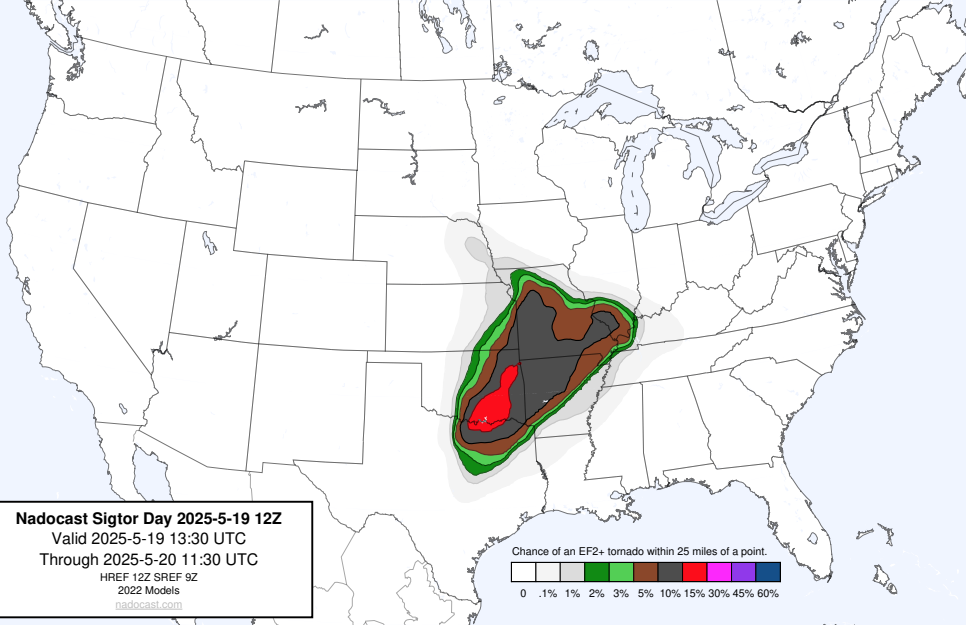 Nadocast Sigtor Day 2025-5-19 12Z
Valid 2025-5-19 13:30 UTC
Through 2025-5-20 11:30 UTC
HREF 12Z SREF 9Z
2022 Models
nadocast.com
Chance of an EF2+ tornado within 25 miles of a point.
0 .1% 1% 2% 3% 5% 10% 15% 30% 45% 60%